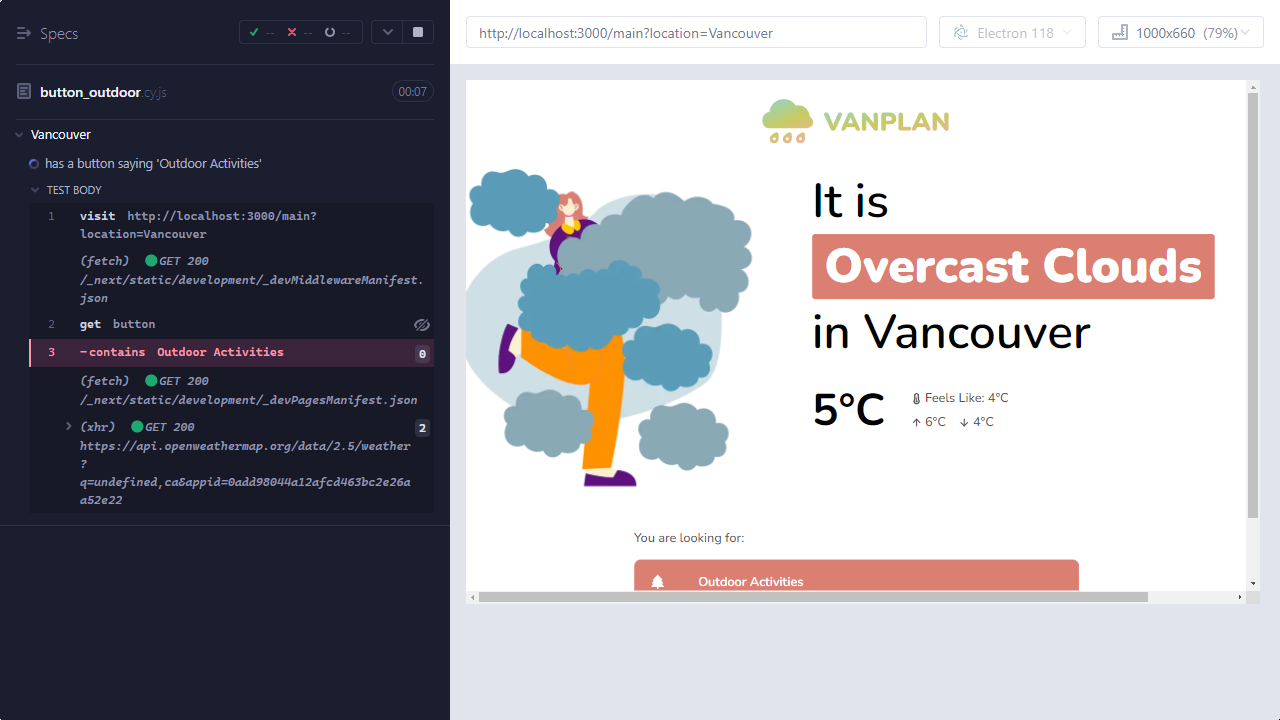 Specs
-- -- --
http://localhost:3000/main?location=Vancouver
Electron 118
1000x660 (79%)
button_outdoor.cy.js
00:07
Vancouver
has a button saying 'Outdoor Activities'
TEST BODY
1 visit http://localhost:3000/main?
location=Vancouver
(fetch) GET 200
/_next/static/development/_devMiddlewareManifest.
json
2 get button
3 -contains Outdoor Activities 0
(fetch) GET 200
/_next/static/development/_devPagesManifest.json
(xhr) GET 200 2
https://api.openweathermap.org/data/2.5/weather
?
q=undefined,ca&appid=0add98044a12afcd463bc2e26a
a52e22
VANPLAN
It is
Overcast Clouds
in Vancouver
5°C
Feels Like: 4°C
↑ 6°C ↓ 4°C
You are looking for:
Outdoor Activities